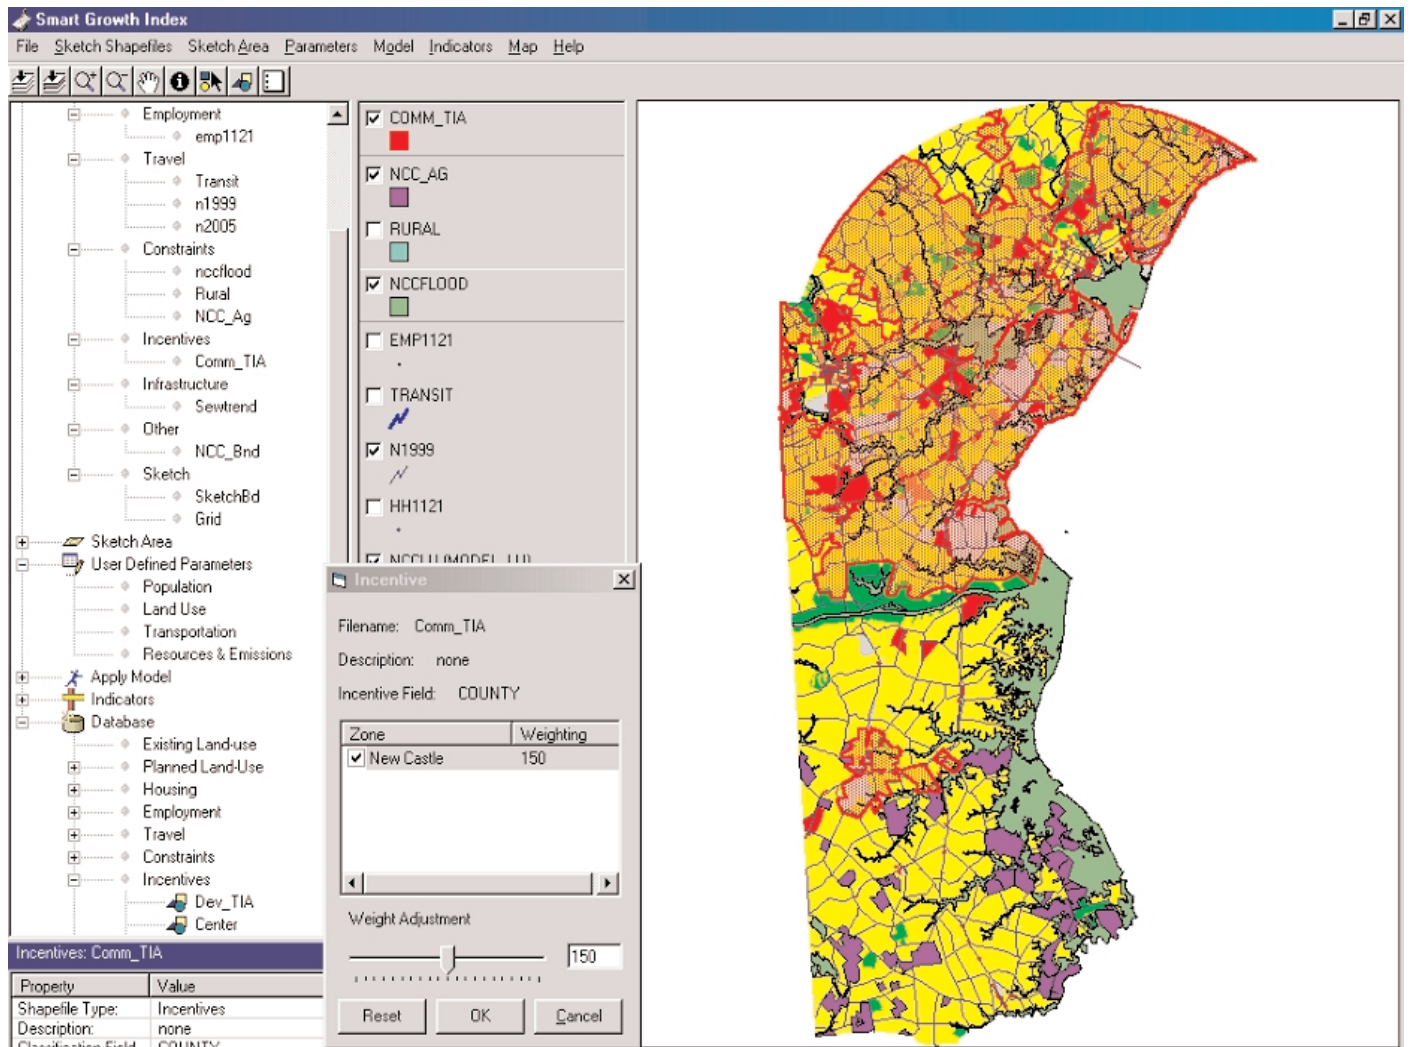 Smart Growth Index
File Sketch Shapefiles Sketch Area Parameters Model Indicators Map Help
Employment
emp1121
Travel
Transit
n1999
n2005
Constraints
nccflood
Rural
NCC_Ag
Incentives
Comm_TIA
Infrastructure
Sewtrend
Other
NCC_Bnd
Sketch
SketchBd
Grid
Sketch Area
User Defined Parameters
Population
Land Use
Transportation
Resources & Emissions
Apply Model
Indicators
Database
Existing Land-use
Planned Land-Use
Housing
Employment
Travel
Constraints
Incentives
Dev_TIA
Center
Incentives: Comm_TIA
Property Value
Shapefile Type: Incentives
Description: none
Classification Field COUNTY
COMM_TIA
NCC_AG
RURAL
NCCFLOOD
EMP1121
TRANSIT
N1999
HH1121
NCCLU (MODEL_LU)
Incentive
Filename: Comm_TIA
Description: none
Incentive Field: COUNTY
Zone Weighting
New Castle 150
Weight Adjustment
150
Reset OK Cancel